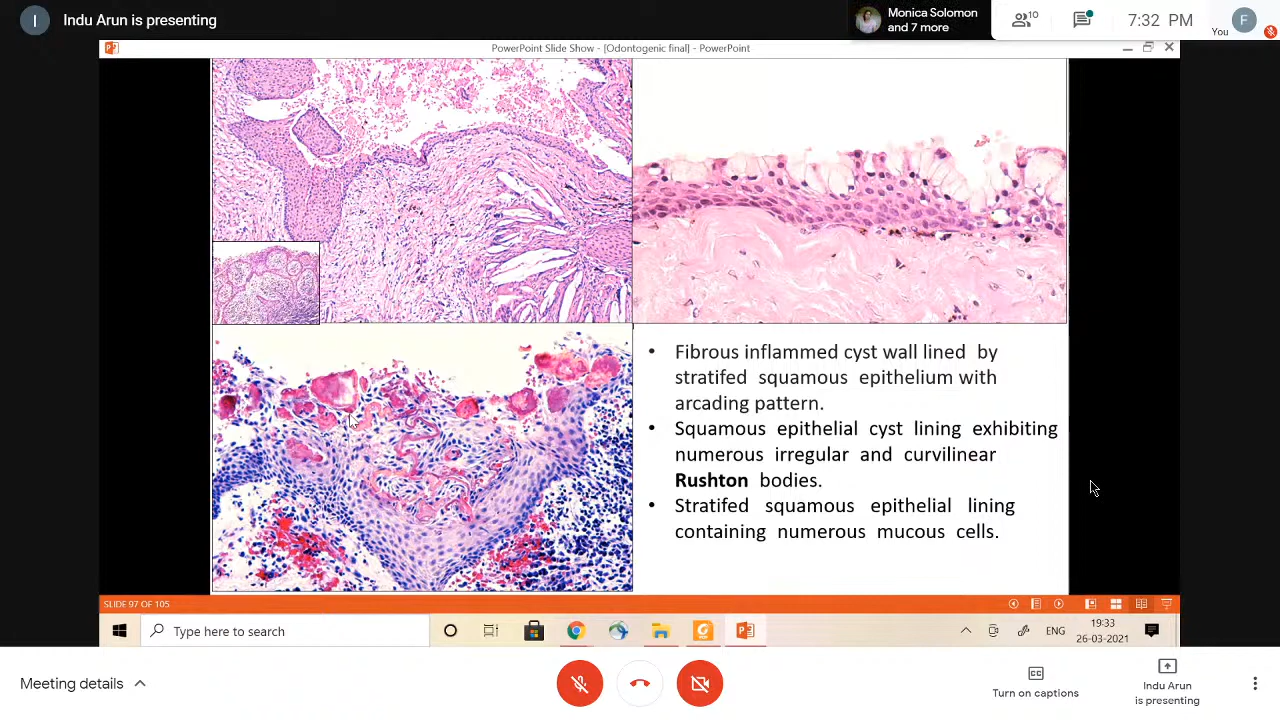 I
Indu Arun is presenting
Monica Solomon
and 7 more
10
7:32 PM
You
F
PowerPoint Slide Show - [Odontogenic final] - PowerPoint
• Fibrous inflammed cyst wall lined by
stratifed squamous epithelium with
arcading pattern.
• Squamous epithelial cyst lining exhibiting
numerous irregular and curvilinear
Rushton bodies.
• Stratifed squamous epithelial lining
containing numerous mucous cells.
SLIDE 97 OF 105
Type here to search
ENG
19:33
26-03-2021
Meeting details
CC
Turn on captions
Indu Arun
is presenting